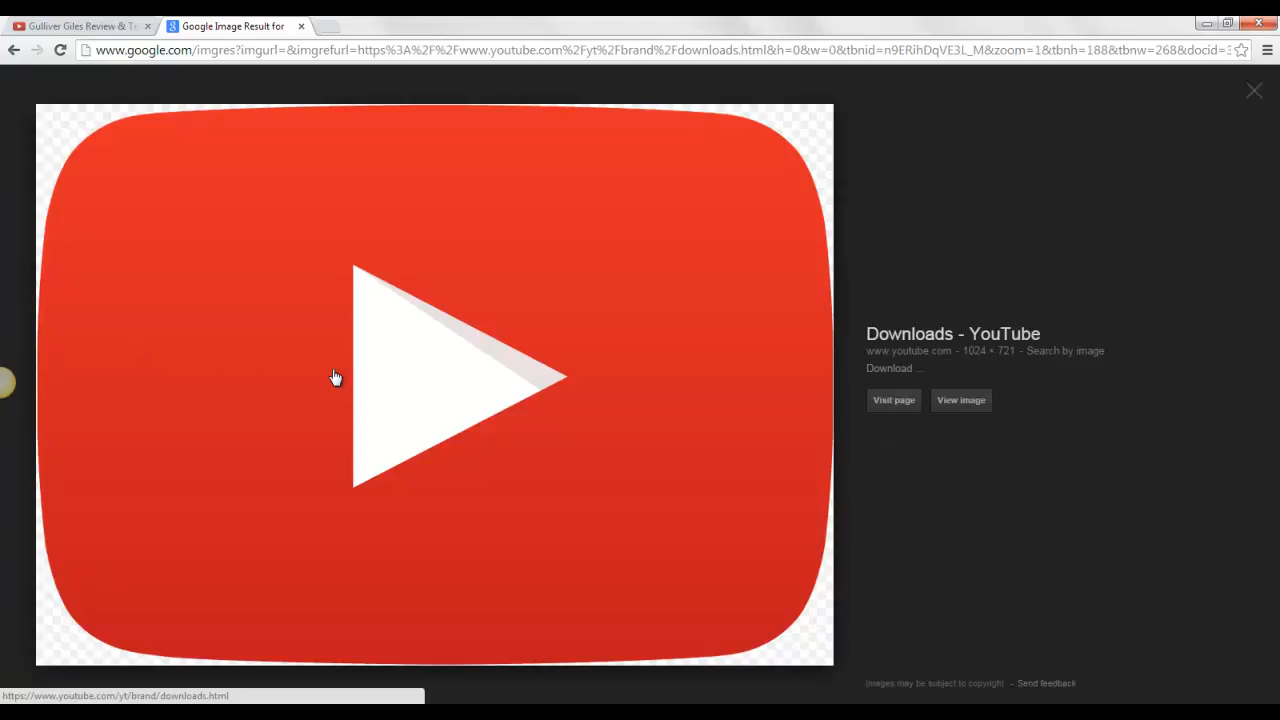 Gulliver Giles Review & Te
Google Image Result for
www.google.com/imgres?imgurl=&imgrefurl=https%3A%2F%2Fwww.youtube.com%2Fyt%2Fbrand%2Fdownloads.html&h=0&w=0&tbnid=n9ERihDqVE3L_M&zoom=1&tbnh=188&tbnw=268&docid=
Downloads - YouTube
www.youtube.com - 1024 × 721 - Search by image
Download ...
Visit page
View image
Images may be subject to copyright. - Send feedback
https://www.youtube.com/yt/brand/downloads.html